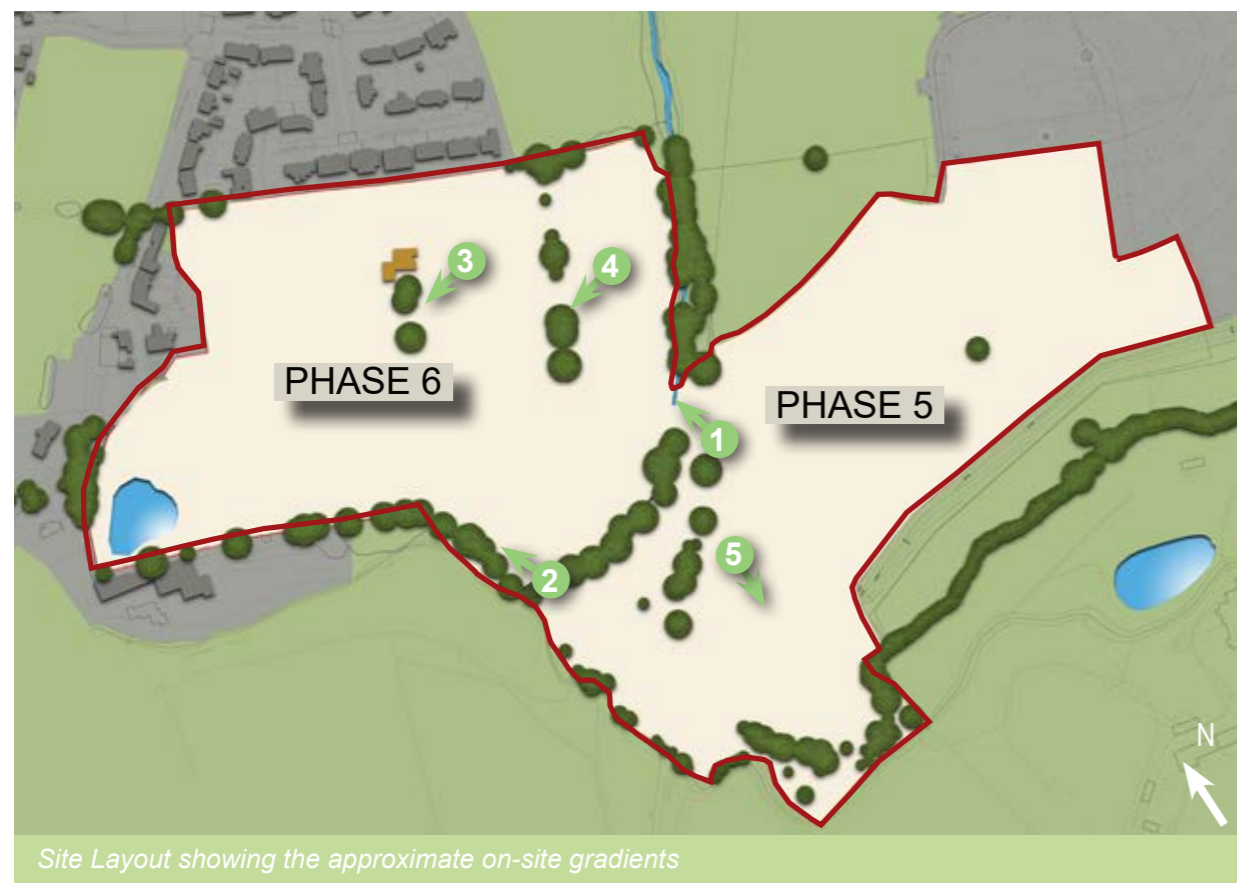 3
4
PHASE 6
PHASE 5
1
5
2
N
Site Layout showing the approximate on-site gradients